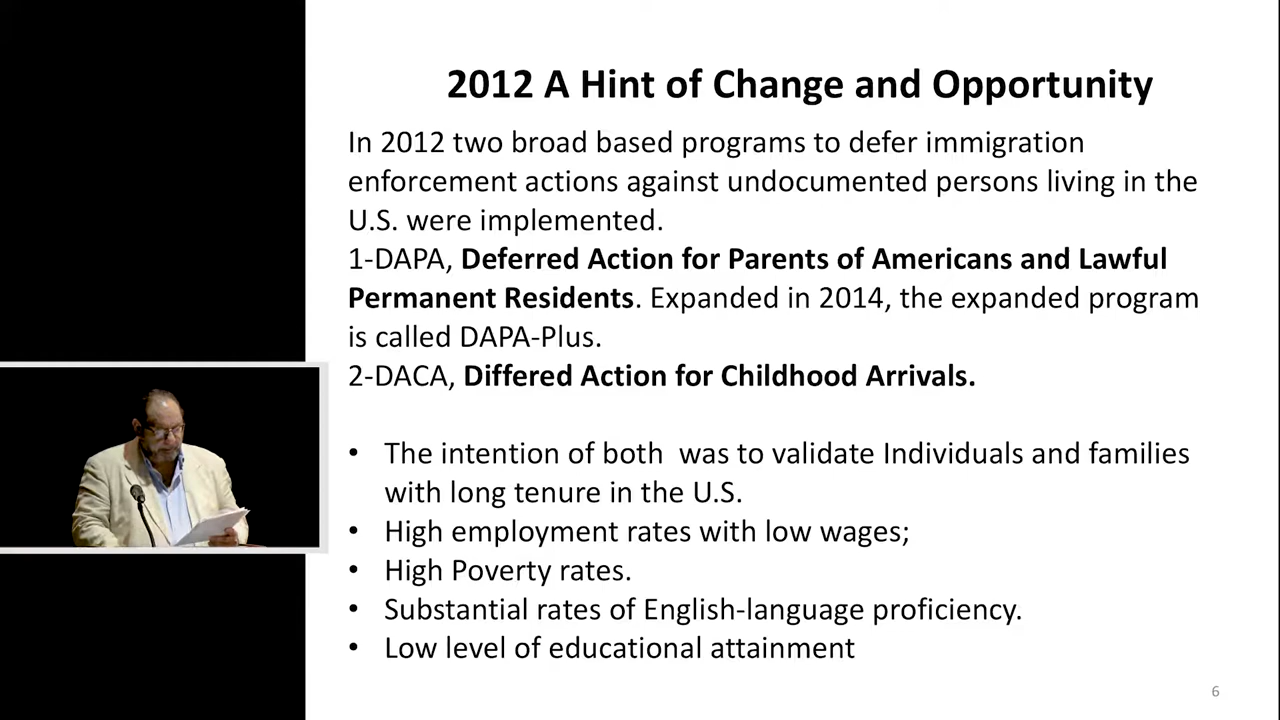 2012 A Hint of Change and Opportunity
In 2012 two broad based programs to defer immigration
enforcement actions against undocumented persons living in the
U.S. were implemented.
1-DAPA, Deferred Action for Parents of Americans and Lawful
Permanent Residents. Expanded in 2014, the expanded program
is called DAPA-Plus.
2-DACA, Differed Action for Childhood Arrivals.
• The intention of both  was to validate Individuals and families
with long tenure in the U.S.
• High employment rates with low wages;
• High Poverty rates.
• Substantial rates of English-language proficiency.
• Low level of educational attainment
6